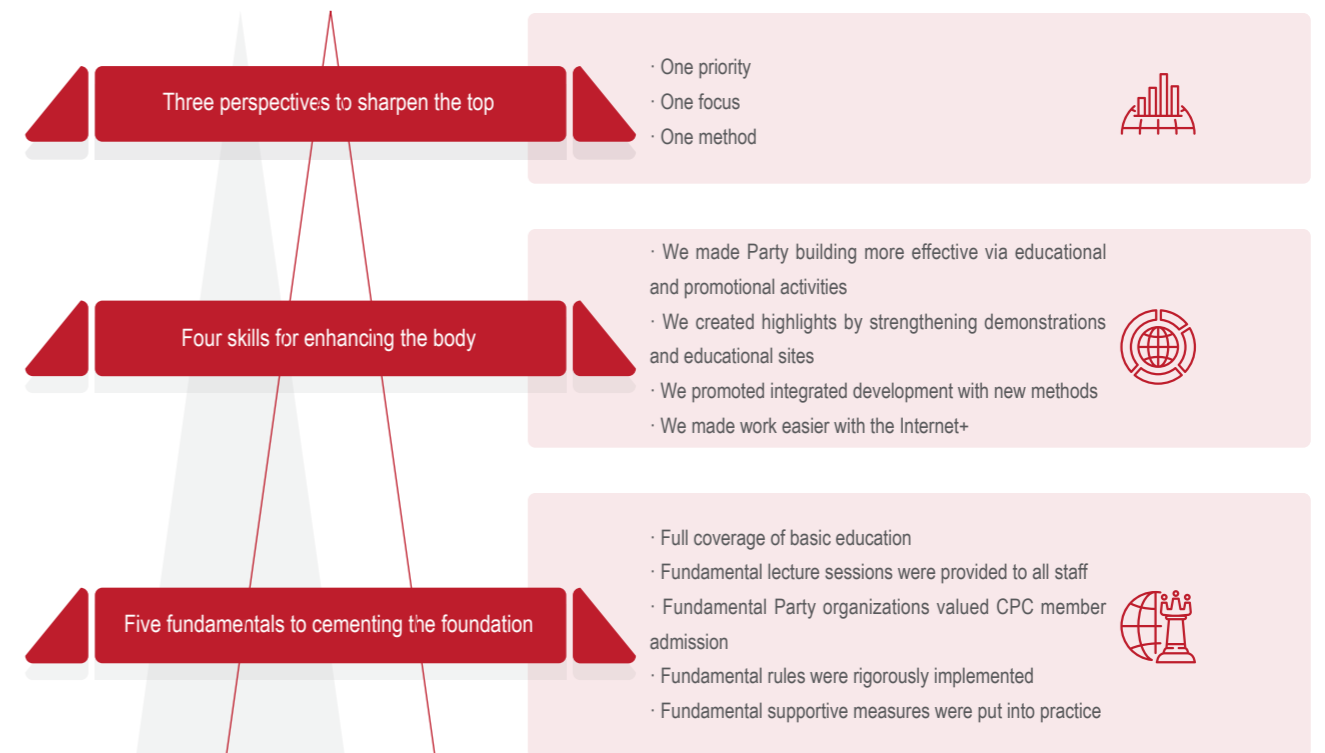 Three perspectives to sharpen the top
· One priority
· One focus
· One method
Four skills for enhancing the body
· We made Party building more effective via educational
and promotional activities
· We created highlights by strengthening demonstrations
and educational sites
· We promoted integrated development with new methods
· We made work easier with the Internet+
Five fundamentals to cementing the foundation
· Full coverage of basic education
· Fundamental lecture sessions were provided to all staff
· Fundamental Party organizations valued CPC member
admission
· Fundamental rules were rigorously implemented
· Fundamental supportive measures were put into practice